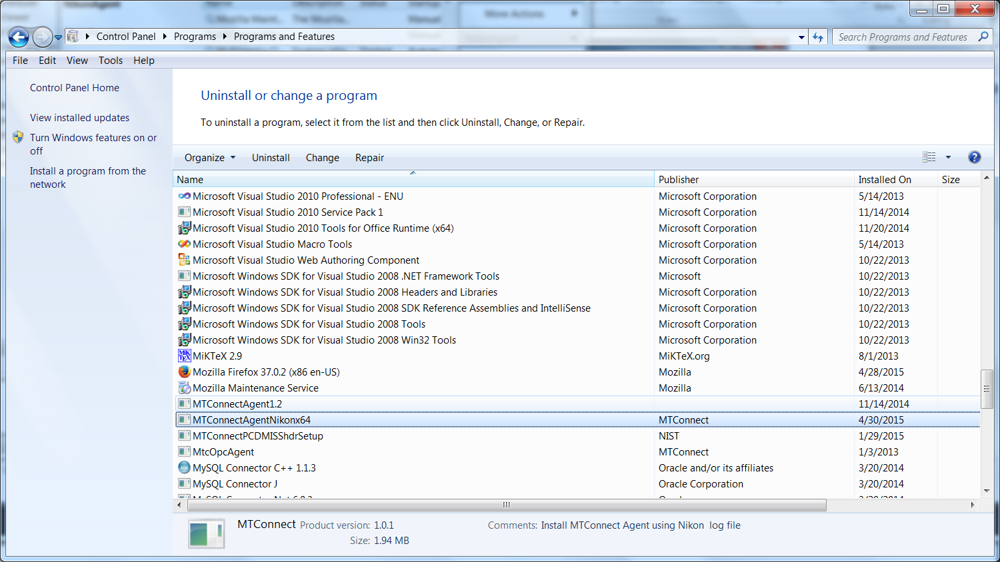 More Actions
Control Panel ▸ Programs ▸ Programs and Features
Search Programs and Features
File Edit View Tools Help
Control Panel Home
View installed updates
Turn Windows features on or
off
Install a program from the
network
Uninstall or change a program
To uninstall a program, select it from the list and then click Uninstall, Change, or Repair.
Organize Uninstall Change Repair
Name Publisher Installed On Size
Microsoft Visual Studio 2010 Professional - ENU Microsoft Corporation 5/14/2013
Microsoft Visual Studio 2010 Service Pack 1 Microsoft Corporation 11/14/2014
Microsoft Visual Studio 2010 Tools for Office Runtime (x64) Microsoft Corporation 11/20/2014
Microsoft Visual Studio Macro Tools Microsoft Corporation 5/14/2013
Microsoft Visual Studio Web Authoring Component Microsoft Corporation 10/22/2013
Microsoft Windows SDK for Visual Studio 2008 .NET Framework Tools Microsoft 10/22/2013
Microsoft Windows SDK for Visual Studio 2008 Headers and Libraries Microsoft Corporation 10/22/2013
Microsoft Windows SDK for Visual Studio 2008 SDK Reference Assemblies and IntelliSense Microsoft Corporation 10/22/2013
Microsoft Windows SDK for Visual Studio 2008 Tools Microsoft Corporation 10/22/2013
Microsoft Windows SDK for Visual Studio 2008 Win32 Tools Microsoft Corporation 10/22/2013
MiKTeX 2.9 MiKTeX.org 8/1/2013
Mozilla Firefox 37.0.2 (x86 en-US) Mozilla 4/28/2015
Mozilla Maintenance Service Mozilla 6/13/2014
MTConnectAgent1.2 11/14/2014
MTConnectAgentNikonx64 MTConnect 4/30/2015
MTConnectPCDMISShdrSetup NIST 1/29/2015
MtcOpcAgent MTConnect 1/3/2013
MySQL Connector C++ 1.1.3 Oracle and/or its affiliates 3/20/2014
MySQL Connector J Oracle Corporation 3/20/2014
MTConnect Product version: 1.0.1 Comments: Install MTConnect Agent using Nikon log file
Size: 1.94 MB